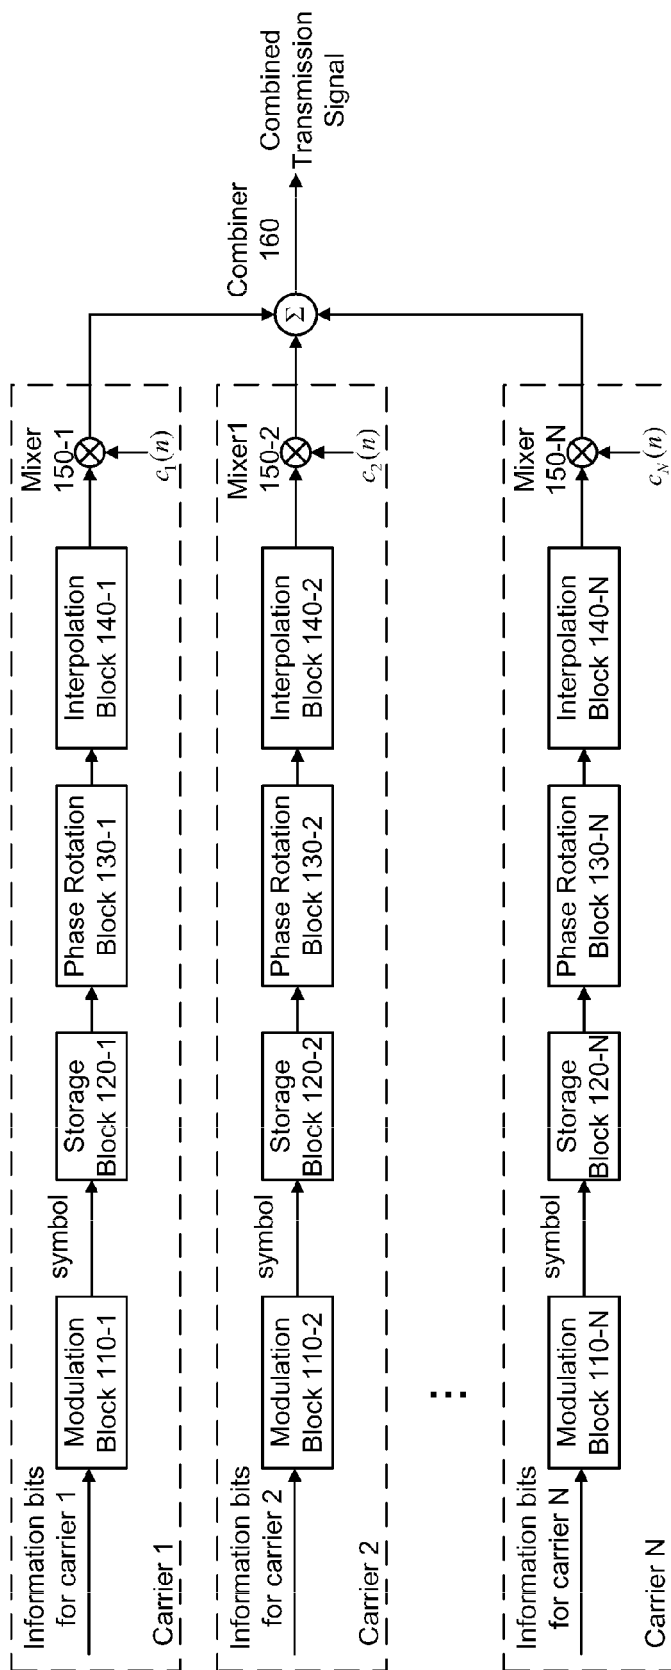 Information bits
for carrier 1
Modulation
Block 110-1
symbol
Storage
Block 120-1
Phase Rotation
Block 130-1
Interpolation
Block 140-1
Mixer
150-1
c₁(n)
Carrier 1
Information bits
for carrier 2
Modulation
Block 110-2
symbol
Storage
Block 120-2
Phase Rotation
Block 130-2
Interpolation
Block 140-2
Mixer1
150-2
c₂(n)
Carrier 2
...
Information bits
for carrier N
Modulation
Block 110-N
symbol
Storage
Block 120-N
Phase Rotation
Block 130-N
Interpolation
Block 140-N
Mixer
150-N
c_N(n)
Carrier N
Combiner
160
Σ
Combined
Transmission
Signal